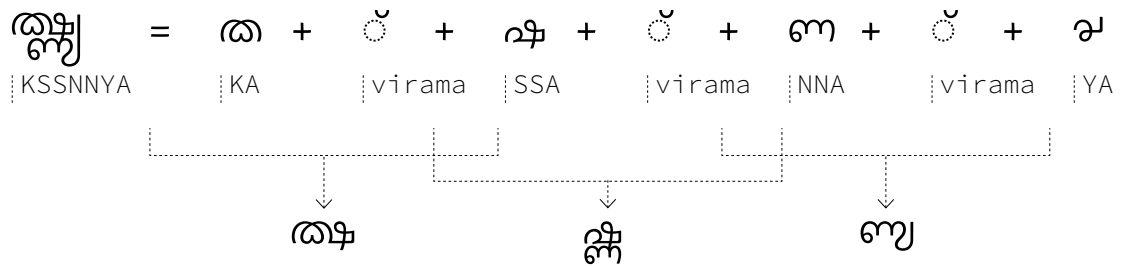 ക്ഷ്ണ്യ = ക + ് + ഷ + ് + ണ + ് + യ
KSSNNYA KA virama SSA virama NNA virama YA
ക്ഷ ഷ്ണ ണ്യ